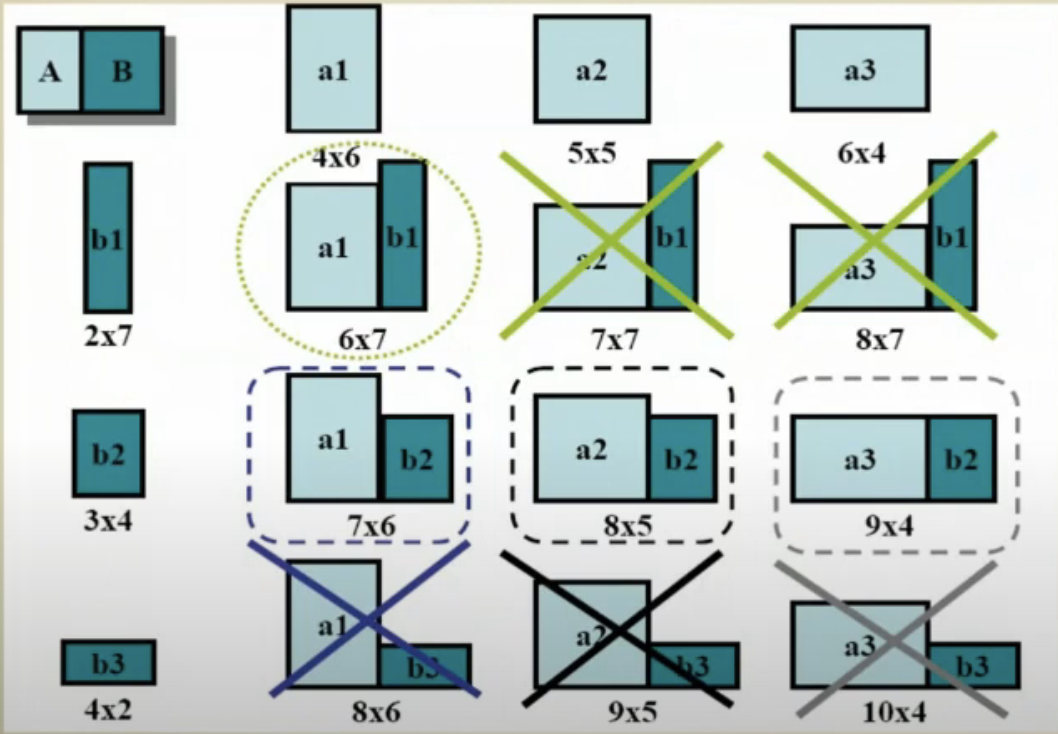 A B
a1
a2
a3
4x6
5x5
6x4
b1
a1 b1
a2 b1
a3 b1
2x7
6x7
7x7
8x7
b2
a1 b2
a2 b2
a3 b2
3x4
7x6
8x5
9x4
b3
a1 b3
a2 b3
a3 b3
4x2
8x6
9x5
10x4